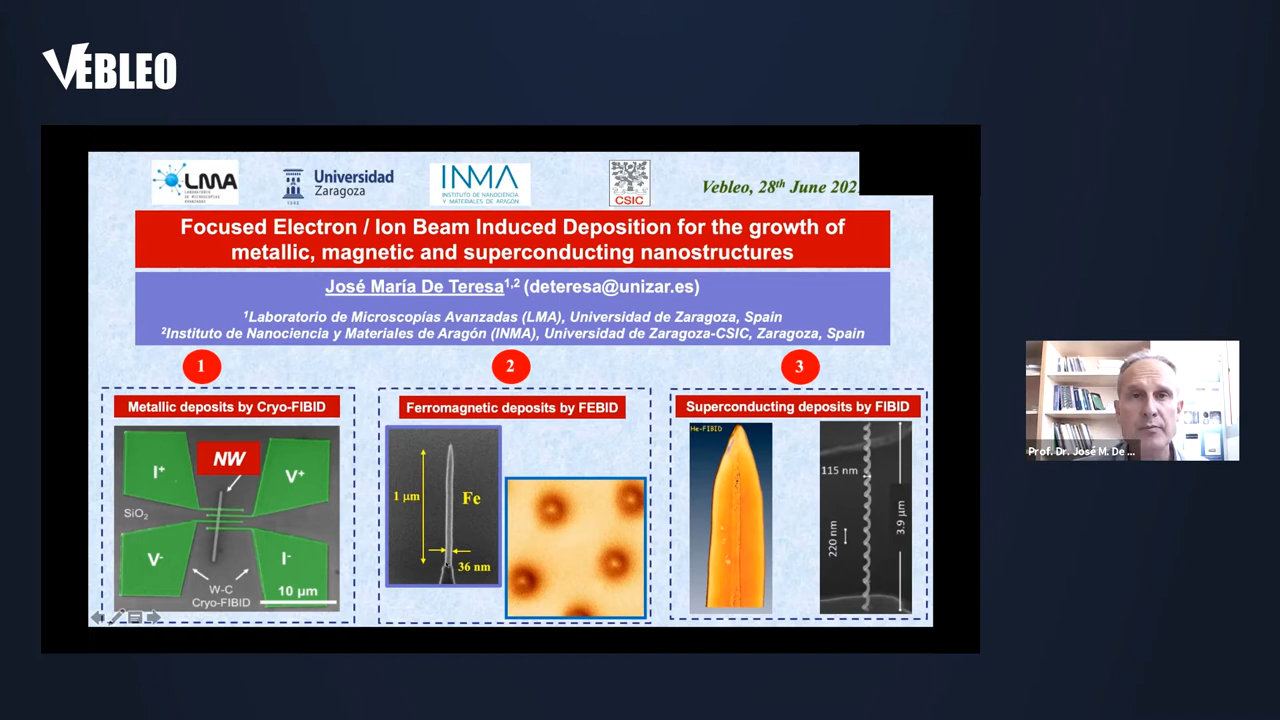 VEBLEO
LMA
LABORATORIO
DE MICROSCOPIAS
AVANZADAS
Universidad
Zaragoza
1542
INMA
INSTITUTO DE NANOCIENCIA
Y MATERIALES DE ARAGÓN
CSIC
Vebleo, 28th June 202
Focused Electron / Ion Beam Induced Deposition for the growth of
metallic, magnetic and superconducting nanostructures
José María De Teresa1,2 (deteresa@unizar.es)
1Laboratorio de Microscopías Avanzadas (LMA), Universidad de Zaragoza, Spain
2Instituto de Nanociencia y Materiales de Aragón (INMA), Universidad de Zaragoza-CSIC, Zaragoza, Spain
1
2
3
Metallic deposits by Cryo-FIBID
NW
I+
V+
SiO2
V-
I-
W-C
Cryo-FIBID
10 μm
Ferromagnetic deposits by FEBID
1 μm
Fe
36 nm
Superconducting deposits by FIBID
He-FIBID
115 nm
220 nm
3.9 μm
Prof. Dr. José M. De ...